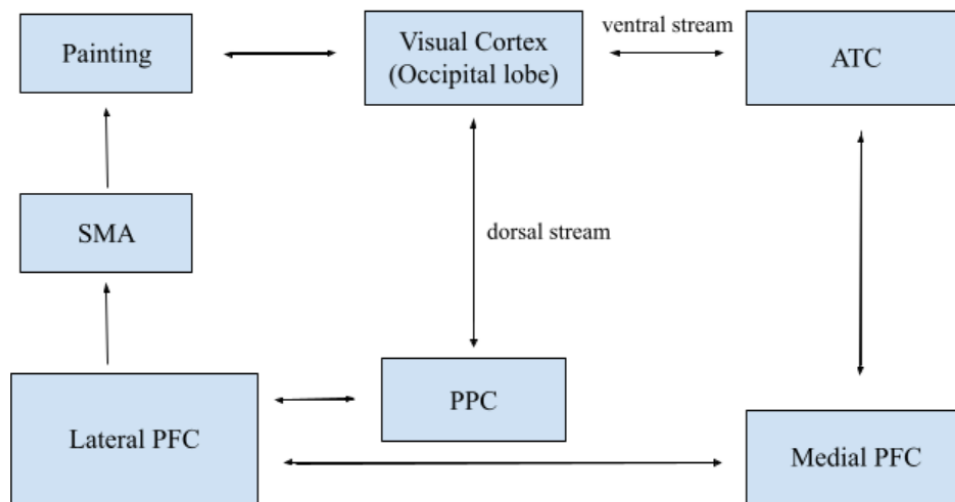 Painting
Visual Cortex
(Occipital lobe)
ventral stream
ATC
SMA
dorsal stream
PPC
Lateral PFC
Medial PFC